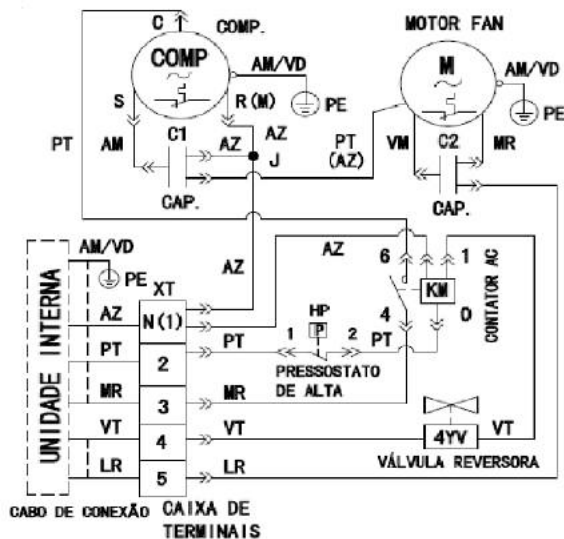 C
COMP.
MOTOR FAN
COMP
AM/VD
M
AM/VD
S
R(M)
PE
PE
PT
AM
C1
AZ
AZ
J
PT
(AZ)
VM
C2
MR
CAP.
CAP.
AM/VD
PE
AZ
AZ
6
1
UNIDADE INTERNA
XT
KM
CONTATOR AC
AZ
N(1)
HP
4
0
PT
2
PT
1
P
2
PT
PRESSOSTATO
DE ALTA
MR
3
MR
VT
4
VT
4YV
VT
VÁLVULA REVERSORA
LR
5
LR
CABO DE CONEXÃO
CAIXA DE
TERMINAIS